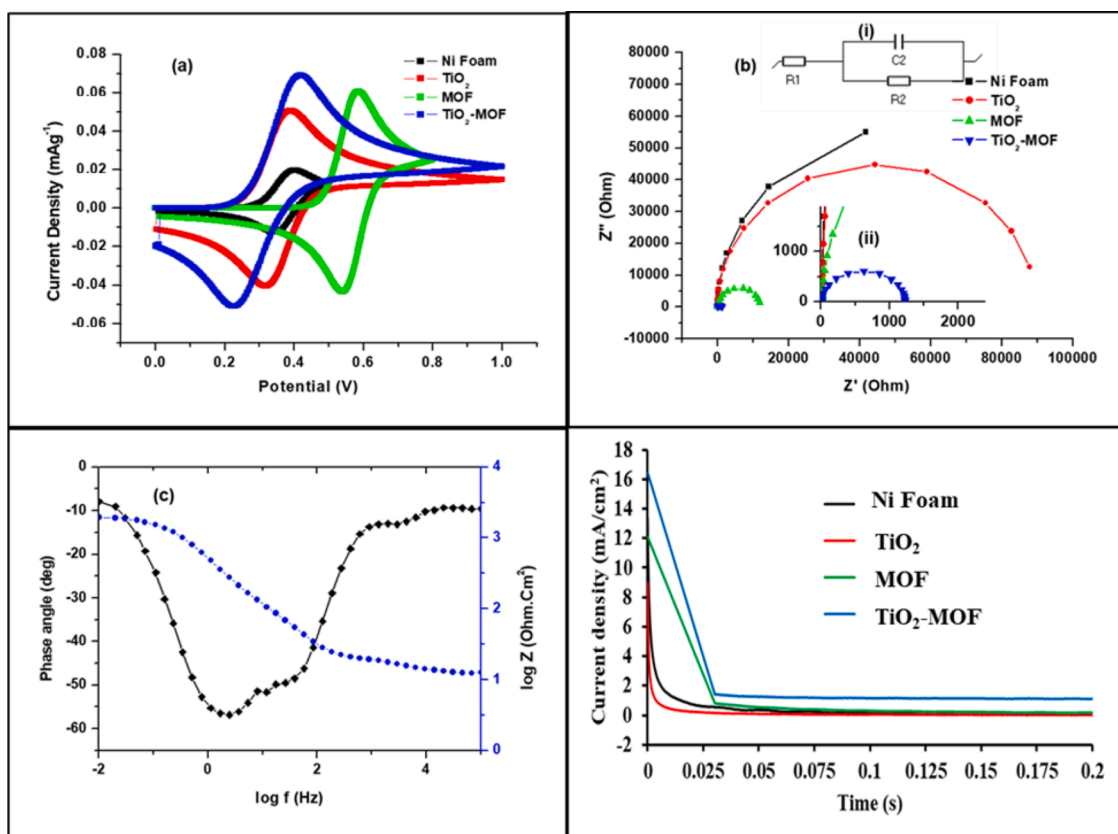 (a)
Ni Foam
TiO2
MOF
TiO2-MOF
0.08
0.06
0.04
0.02
0.00
-0.02
-0.04
-0.06
Current Density (mAg-1)
0.0
0.2
0.4
0.6
0.8
1.0
Potential (V)
(b)
(i)
R1
C2
R2
Ni Foam
TiO2
MOF
TiO2-MOF
80000
70000
60000
50000
40000
30000
20000
10000
0
-10000
Z" (Ohm)
(ii)
1000
0
0
1000
2000
0
20000
40000
60000
80000
100000
Z' (Ohm)
(c)
0
-10
-20
-30
-40
-50
-60
Phase angle (deg)
4
3
2
1
0
log Z (Ohm.Cm2)
-2
0
2
4
log f (Hz)
18
16
14
12
10
8
6
4
2
0
-2
Current density (mA/cm2)
Ni Foam
TiO2
MOF
TiO2-MOF
0
0.025
0.05
0.075
0.1
0.125
0.15
0.175
0.2
Time (s)